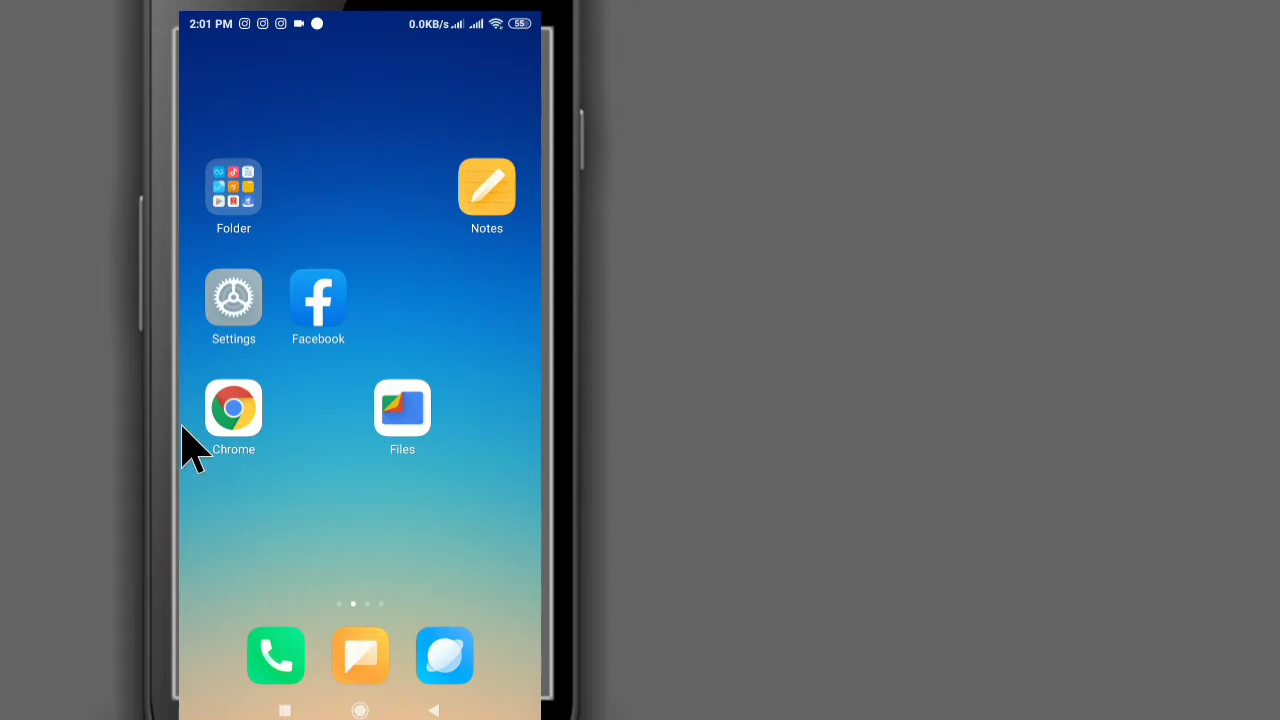 2:01 PM 0.0KB/s 55
Folder Notes
Settings Facebook
Chrome Files